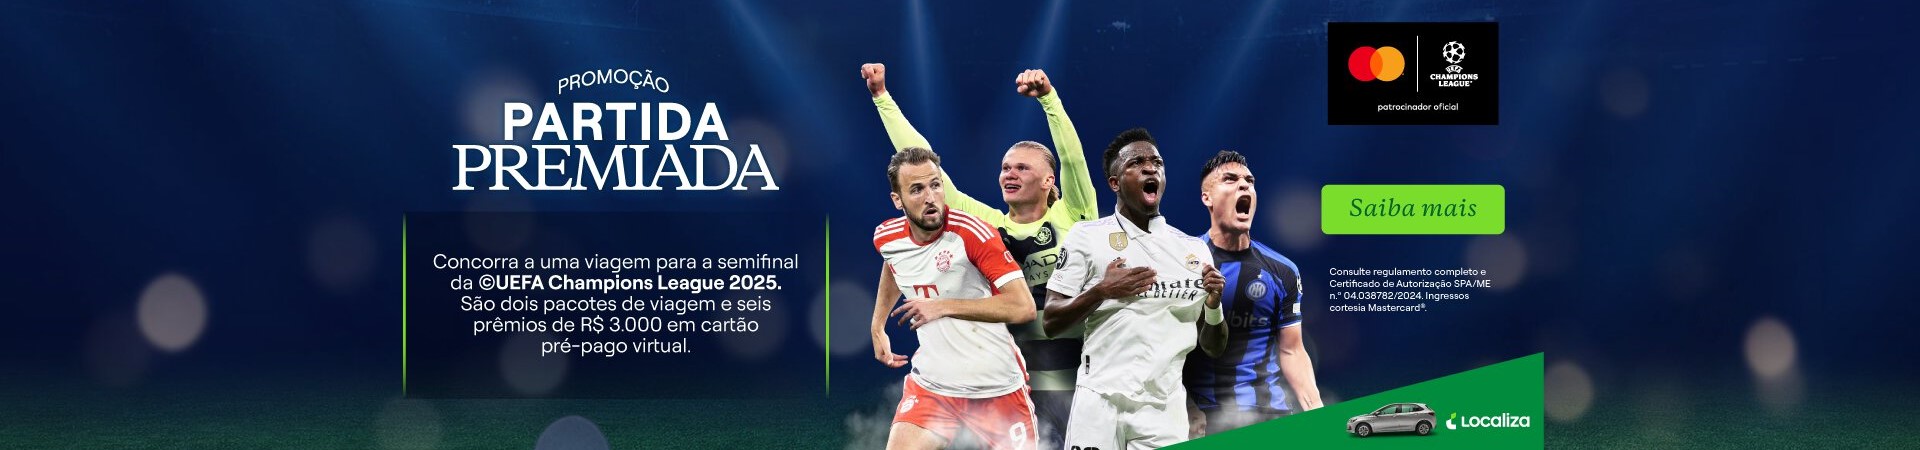 PROMOÇÃO
PARTIDA
PREMIADA
Concorra a uma viagem para a semifinal
da ©UEFA Champions League 2025.
São dois pacotes de viagem e seis
prêmios de R$ 3.000 em cartão
pré-pago virtual.
UEFA
CHAMPIONS
LEAGUE
patrocinador oficial
Saiba mais
Consulte regulamento completo e
Certificado de Autorização SPA/ME
n.º 04.038782/2024. Ingressos
cortesia Mastercard®.
Localiza
T
9